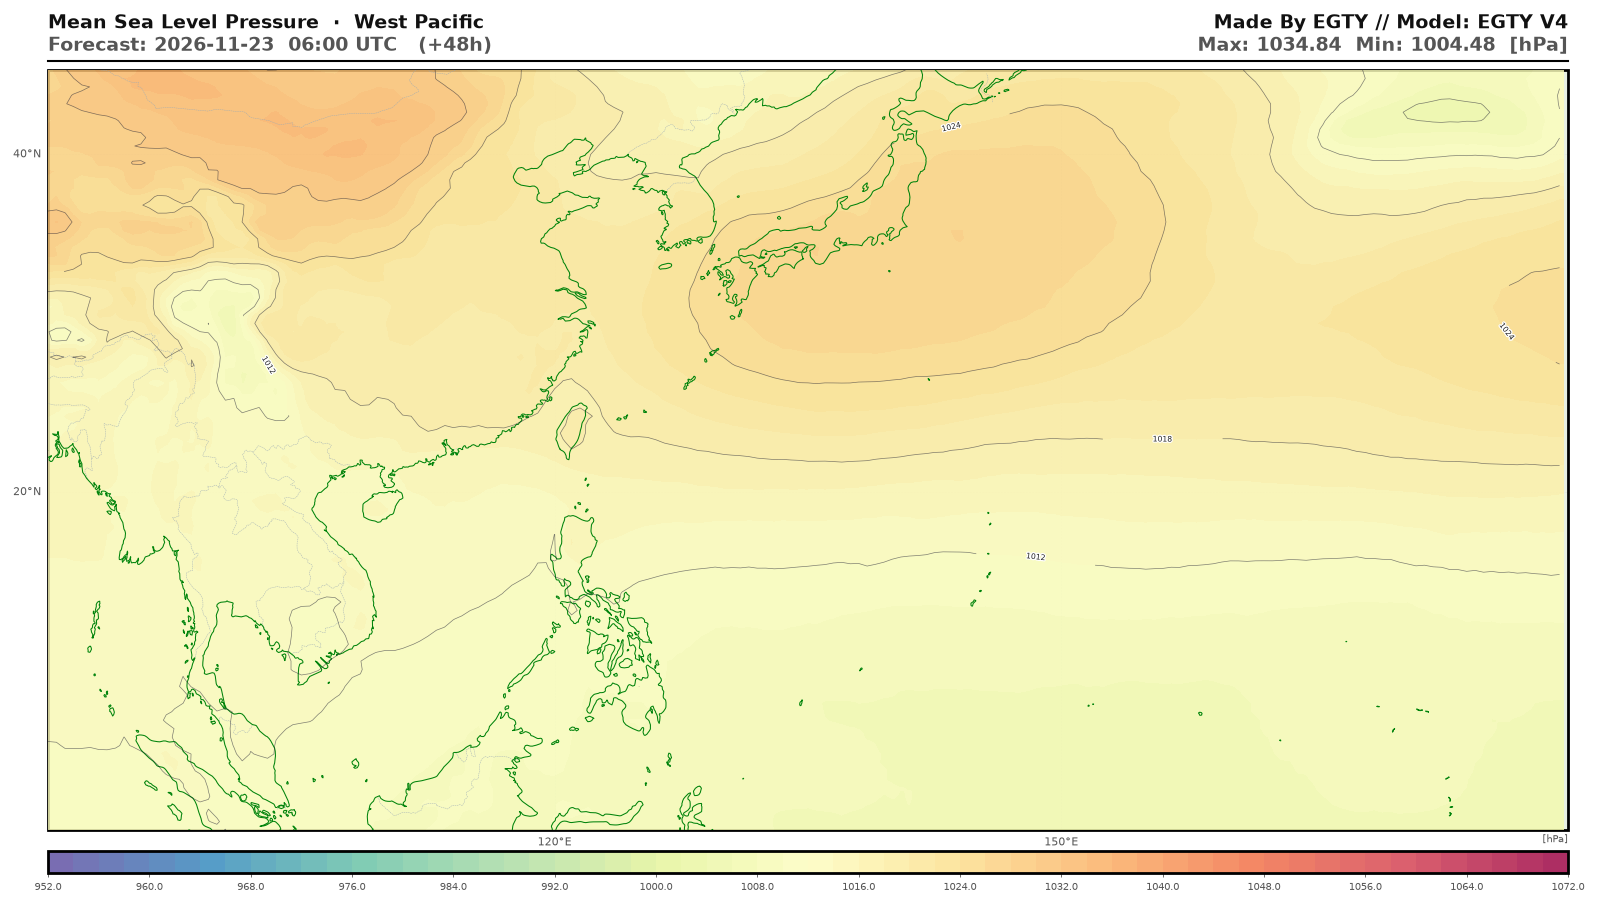 Mean Sea Level Pressure · West Pacific
Made By EGTY // Model: EGTY V4
Forecast: 2026-11-23 06:00 UTC (+48h)
Max: 1034.84 Min: 1004.48 [hPa]
1024
40°N
1024
1012
1018
20°N
1012
120°E
150°E
[hPa]
952.0 960.0 968.0 976.0 984.0 992.0 1000.0 1008.0 1016.0 1024.0 1032.0 1040.0 1048.0 1056.0 1064.0 1072.0